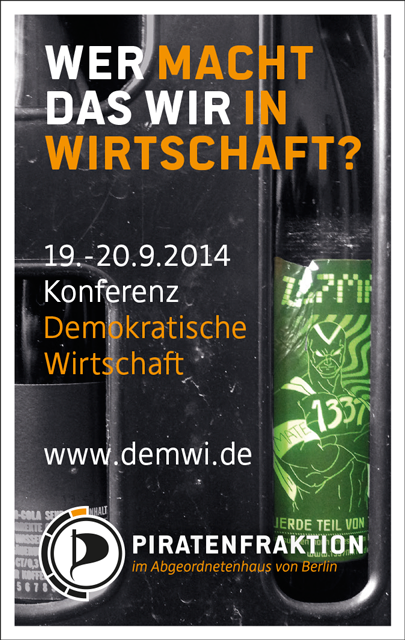 WER MACHT
DAS WIR IN
WIRTSCHAFT?
19.-20.9.2014
Konferenz
Demokratische
Wirtschaft
www.demwi.de
1337
MATE
WERDE TEIL VON
PIRATENFRAKTION
im Abgeordnetenhaus von Berlin